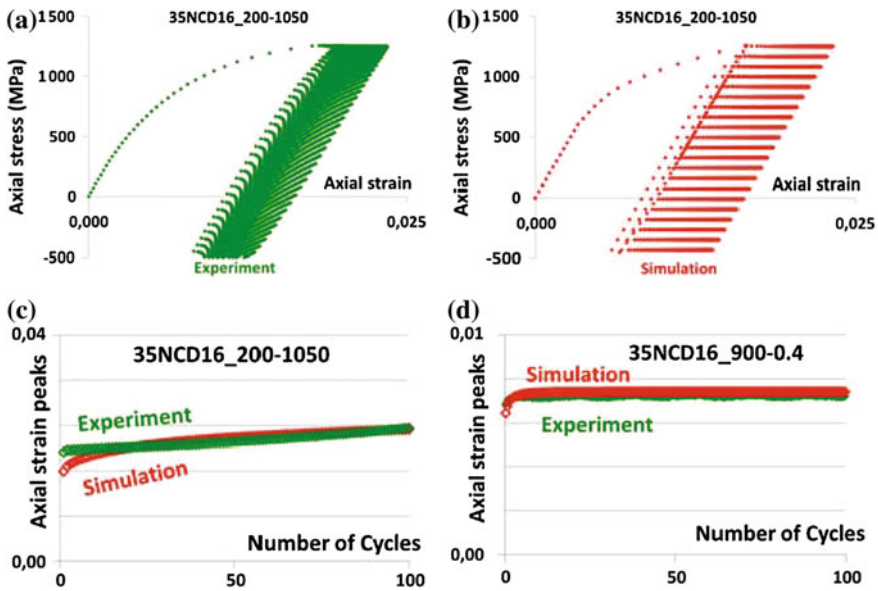 (a)
35NCD16_200-1050
Axial stress (MPa)
1500
1000
500
0
-500
0,000
0,025
Axial strain
Experiment
(b)
35NCD16_200-1050
Axial stress (MPa)
1500
1000
500
0
-500
0,000
0,025
Axial strain
Simulation
(c)
35NCD16_200-1050
Axial strain peaks
0,04
0,00
Experiment
Simulation
Number of Cycles
0
50
100
(d)
35NCD16_900-0.4
Axial strain peaks
0,01
0,00
Simulation
Experiment
Number of Cycles
0
50
100